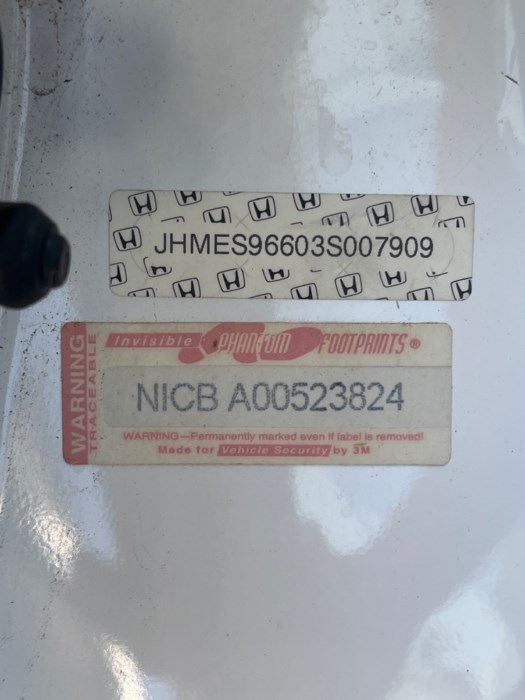 JHMES96603S007909
WARNING
TRACEABLE
Invisible PHANTOM FOOTPRINTS®
NICB A00523824
WARNING—Permanently marked even if label is removed!
Made for Vehicle Security by 3M